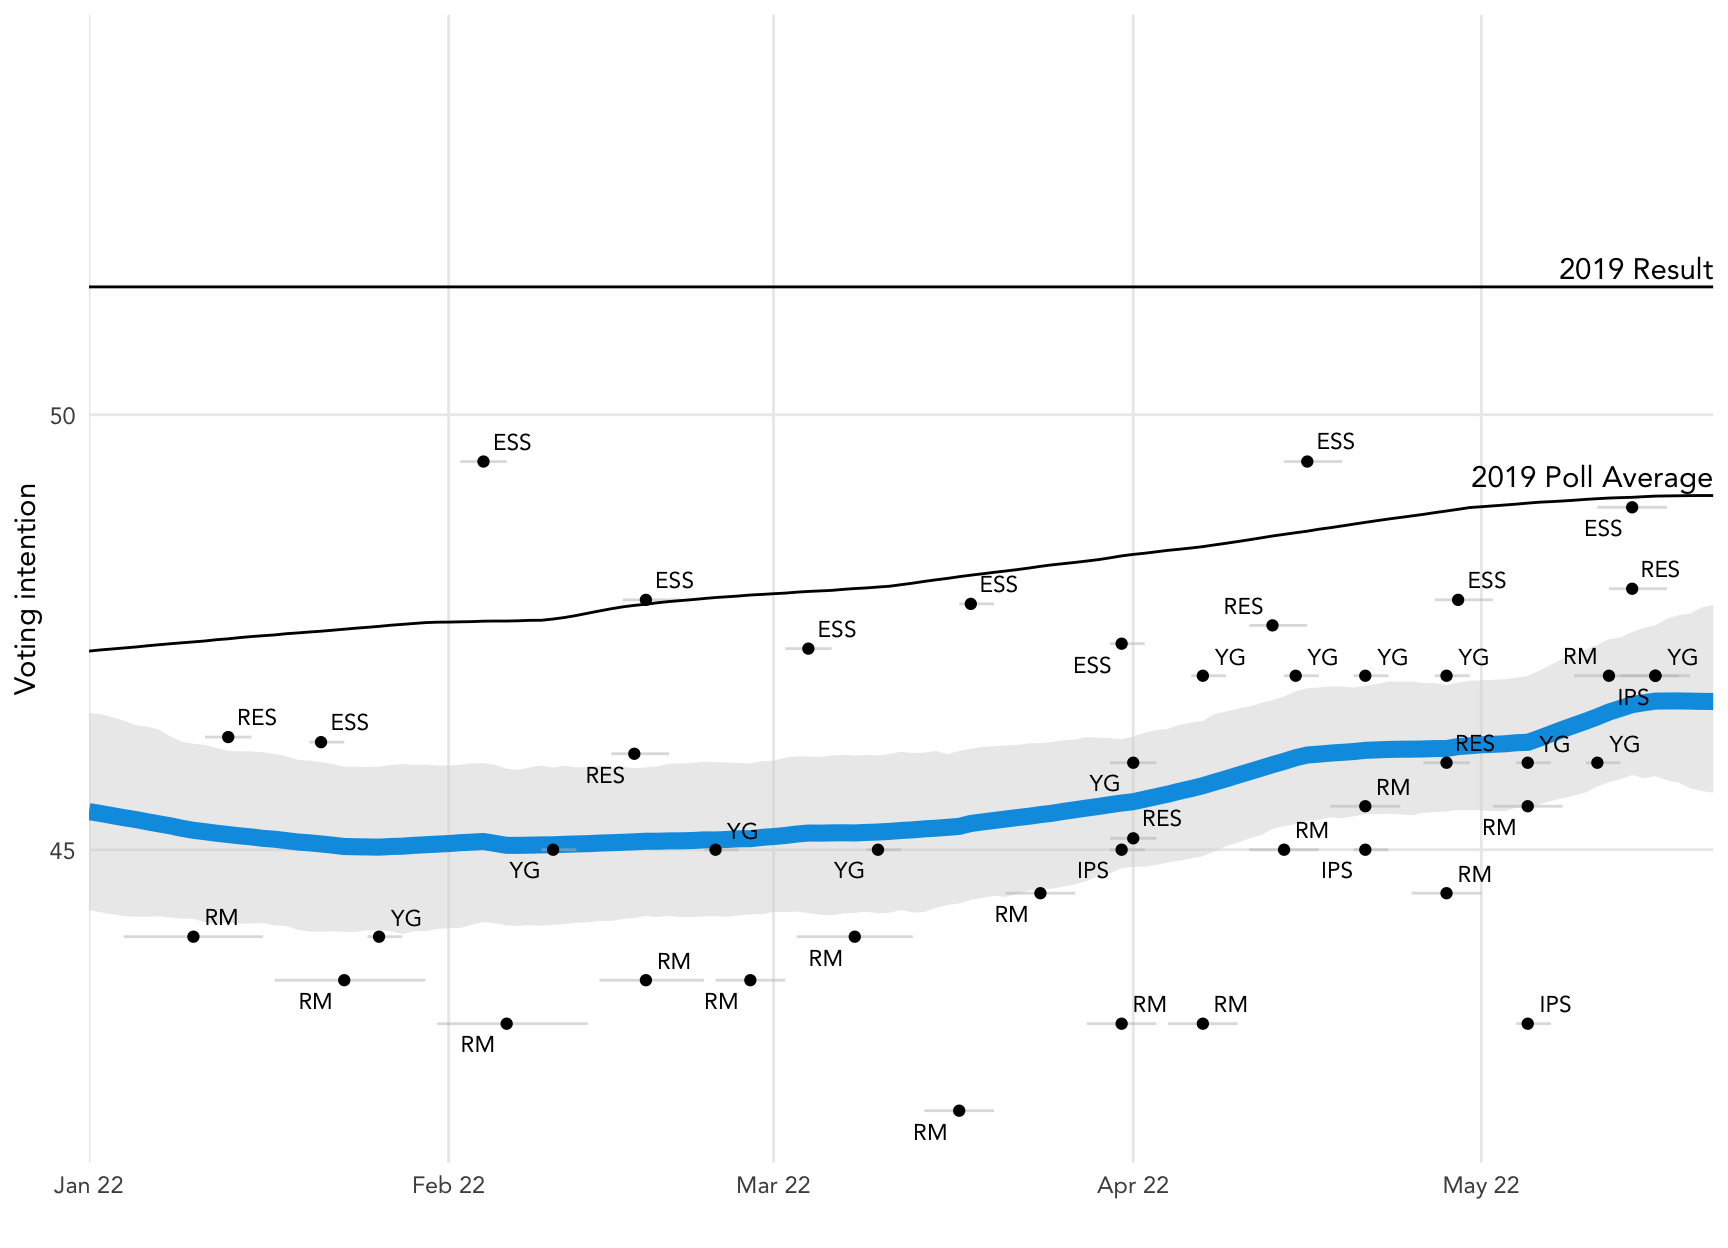 2019 Result
50
ESS
ESS
2019 Poll Average
ESS
RES
ESS
ESS
ESS
RES
ESS
ESS
YG
YG
YG
YG
RM
YG
IPS
RES
ESS
RES
YG
RES
YG
YG
RM
RES
YG
RM
RM
45
YG
YG
IPS
IPS
RM
RM
YG
RM
RM
RM
RM
RM
RM
RM
RM
IPS
RM
RM
Voting intention
Jan 22
Feb 22
Mar 22
Apr 22
May 22